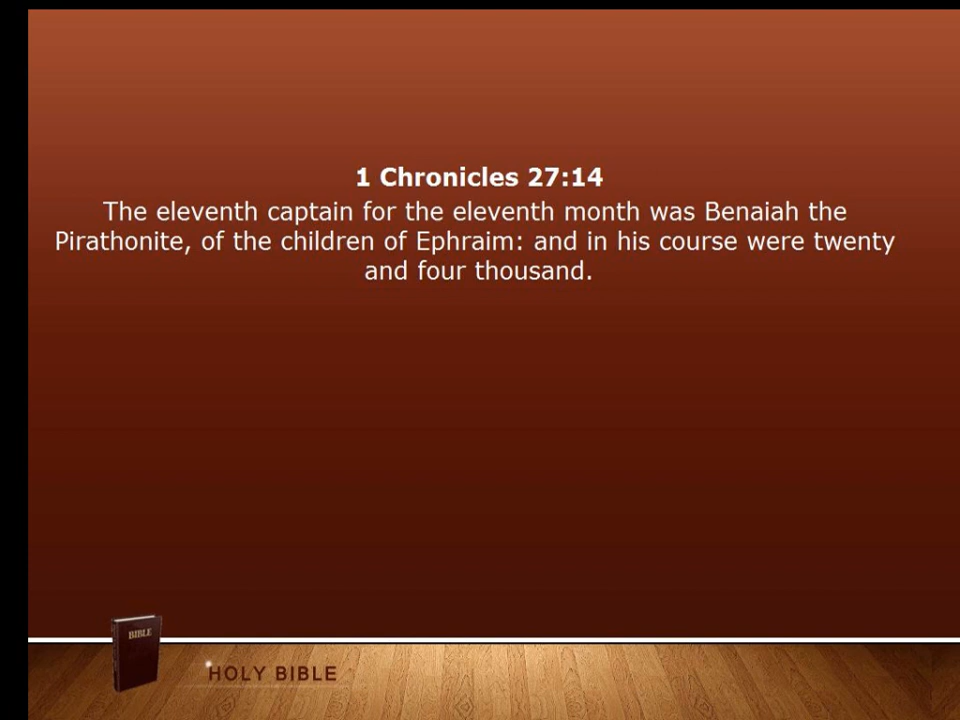 1 Chronicles 27:14
The eleventh captain for the eleventh month was Benaiah the
Pirathonite, of the children of Ephraim: and in his course were twenty
and four thousand.
BIBLE
HOLY BIBLE